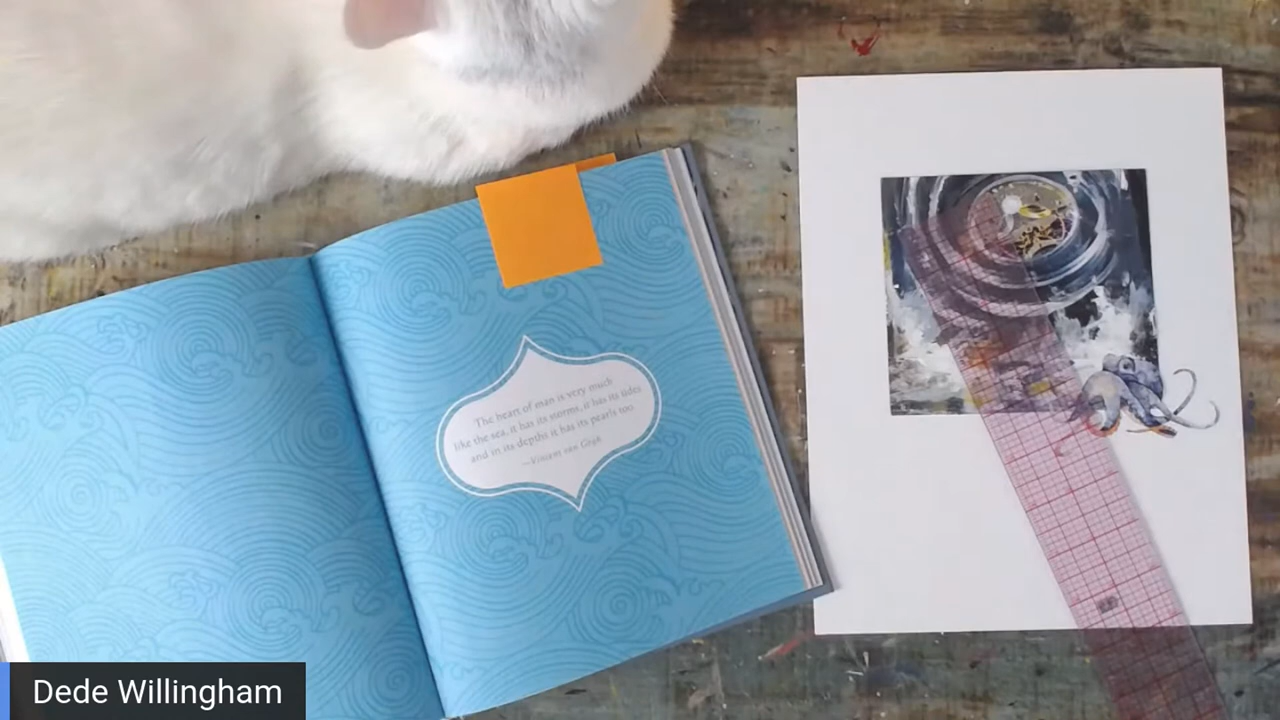 The heart of man is very much
like the sea, it has its storms, it has its tides
and in its depths it has its pearls too
—Vincent van Gogh
Dede Willingham